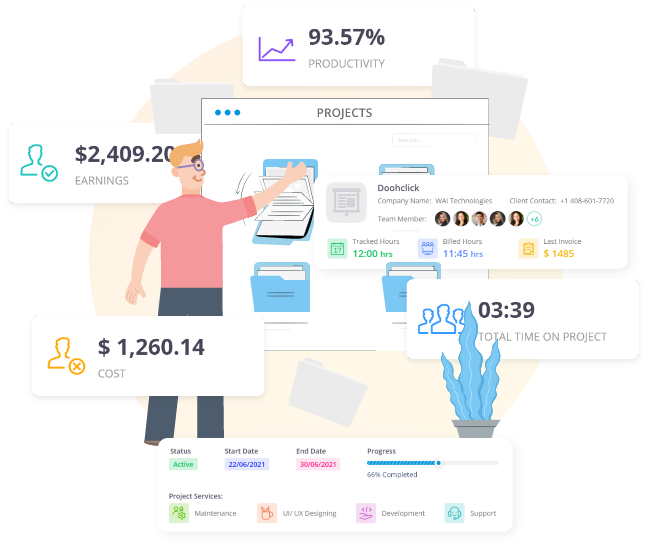 93.57%
PRODUCTIVITY
PROJECTS
Search...
$2,409.20
EARNINGS
Doohclick
Company Name: WAI Technologies Client Contact: +1 408-601-7720
Team Member: +6
Tracked Hours Billed Hours Last Invoice
17 12:00 hrs 11:45 hrs $ 1485
03:39
TOTAL TIME ON PROJECT
$ 1,260.14
COST
Status Start Date End Date Progress
Active 22/06/2021 30/06/2021
66% Completed
Project Services:
Maintenance UI/ UX Designing Development Support